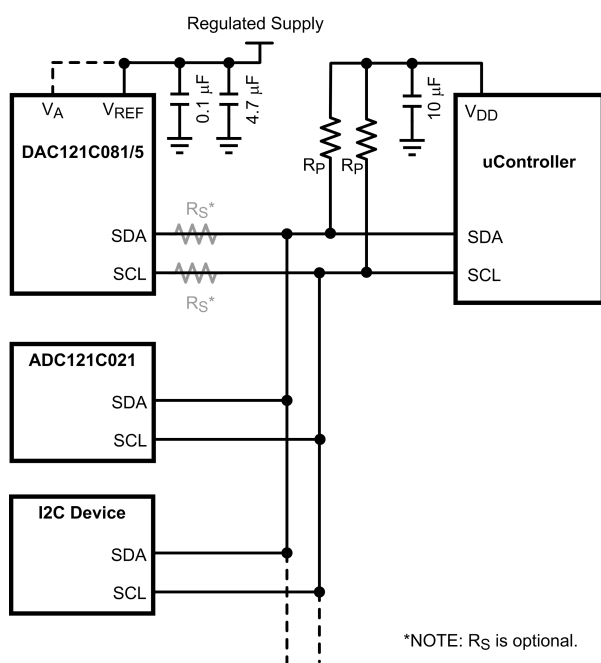 Regulated Supply
VA VREF
0.1 µF
4.7 µF
10 µF
VDD
DAC121C081/5
RP RP
uController
RS*
SDA
SDA
SCL
SCL
RS*
ADC121C021
SDA
SCL
I2C Device
SDA
SCL
*NOTE: RS is optional.